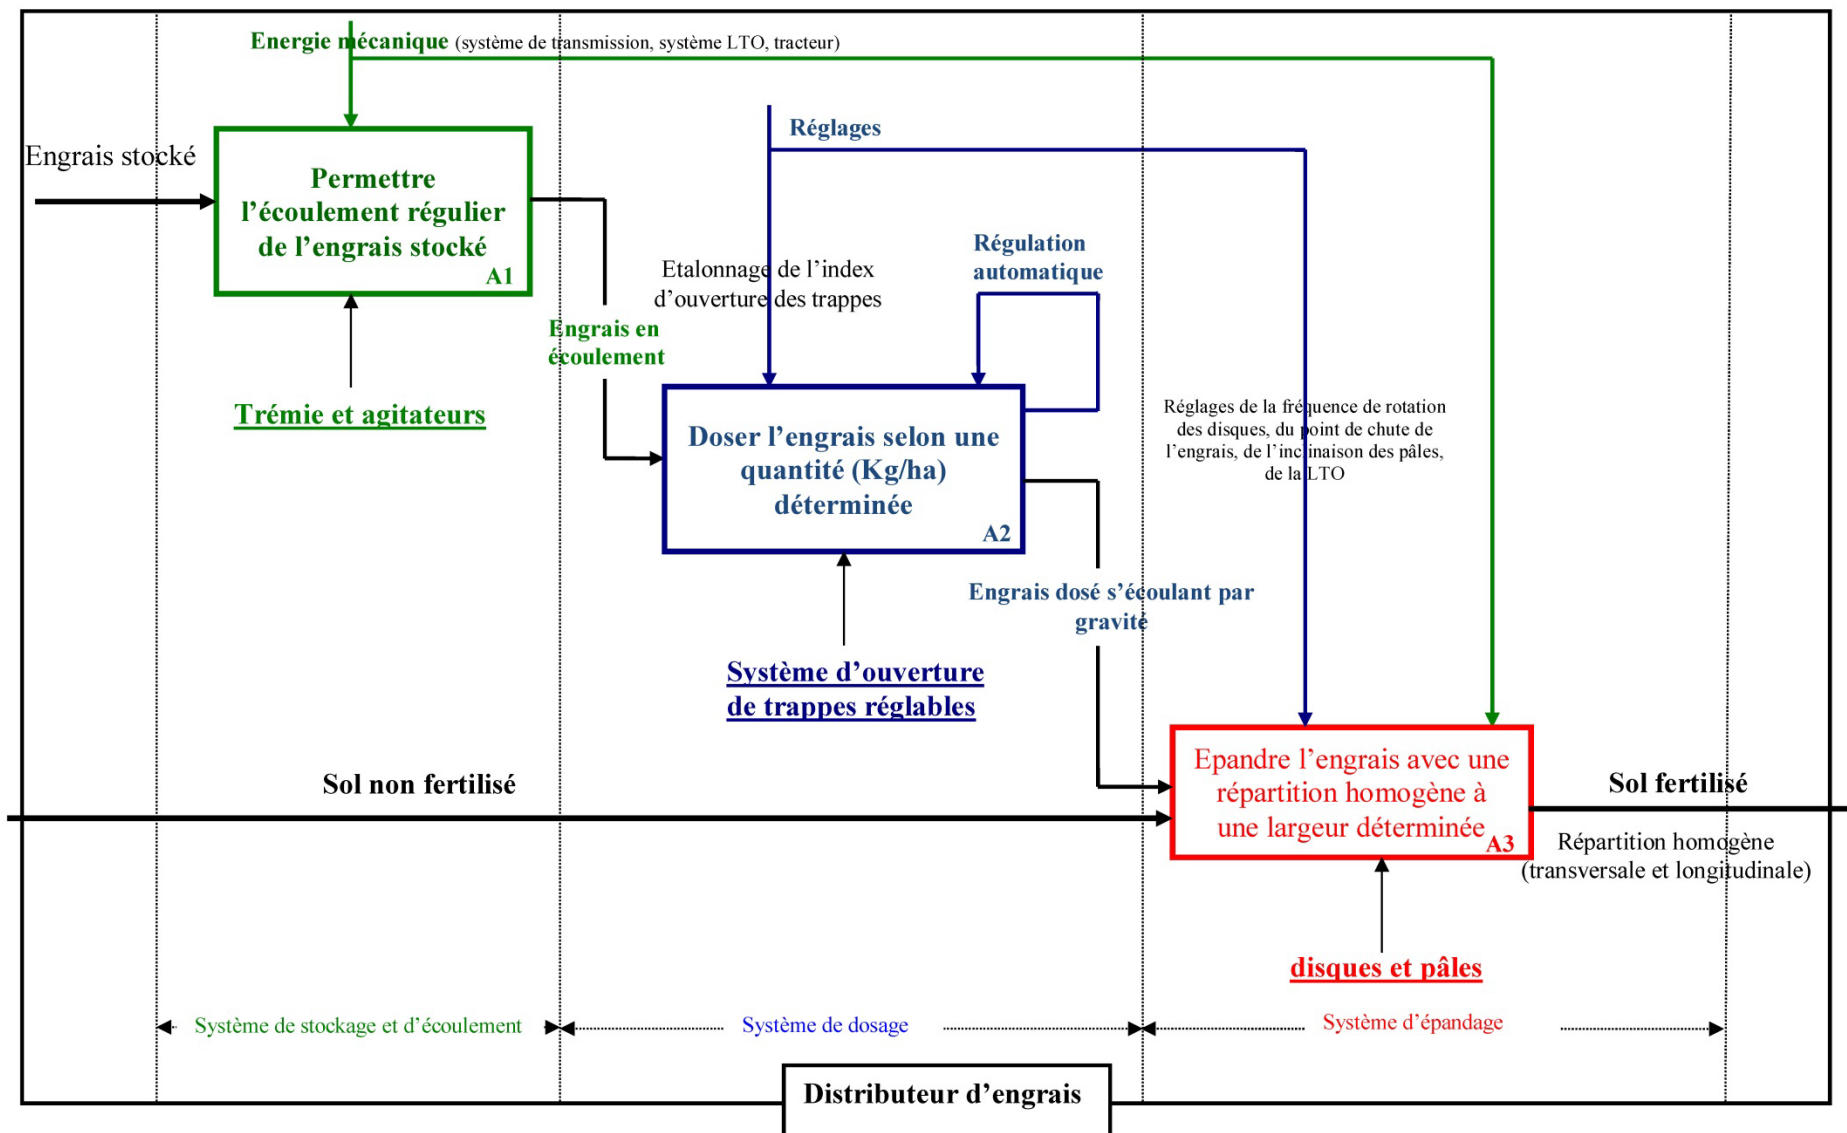 Energie mécanique (système de transmission, système LTO, tracteur)
Réglages
Engrais stocké
Permettre
l’écoulement régulier
de l’engrais stocké
A1
Etalonnage de l’index
d’ouverture des trappes
Régulation
automatique
Engrais en
écoulement
Trémie et agitateurs
Réglages de la fréquence de rotation
des disques, du point de chute de
l’engrais, de l’inclinaison des pâles,
de la LTO
Doser l’engrais selon une
quantité (Kg/ha)
déterminée
A2
Engrais dosé s’écoulant par
gravité
Système d’ouverture
de trappes réglables
Sol non fertilisé
Epandre l’engrais avec une
répartition homogène à
une largeur déterminée
A3
Sol fertilisé
Répartition homogène
(transversale et longitudinale)
disques et pâles
Système de stockage et d’écoulement
Système de dosage
Système d’épandage
Distributeur d’engrais